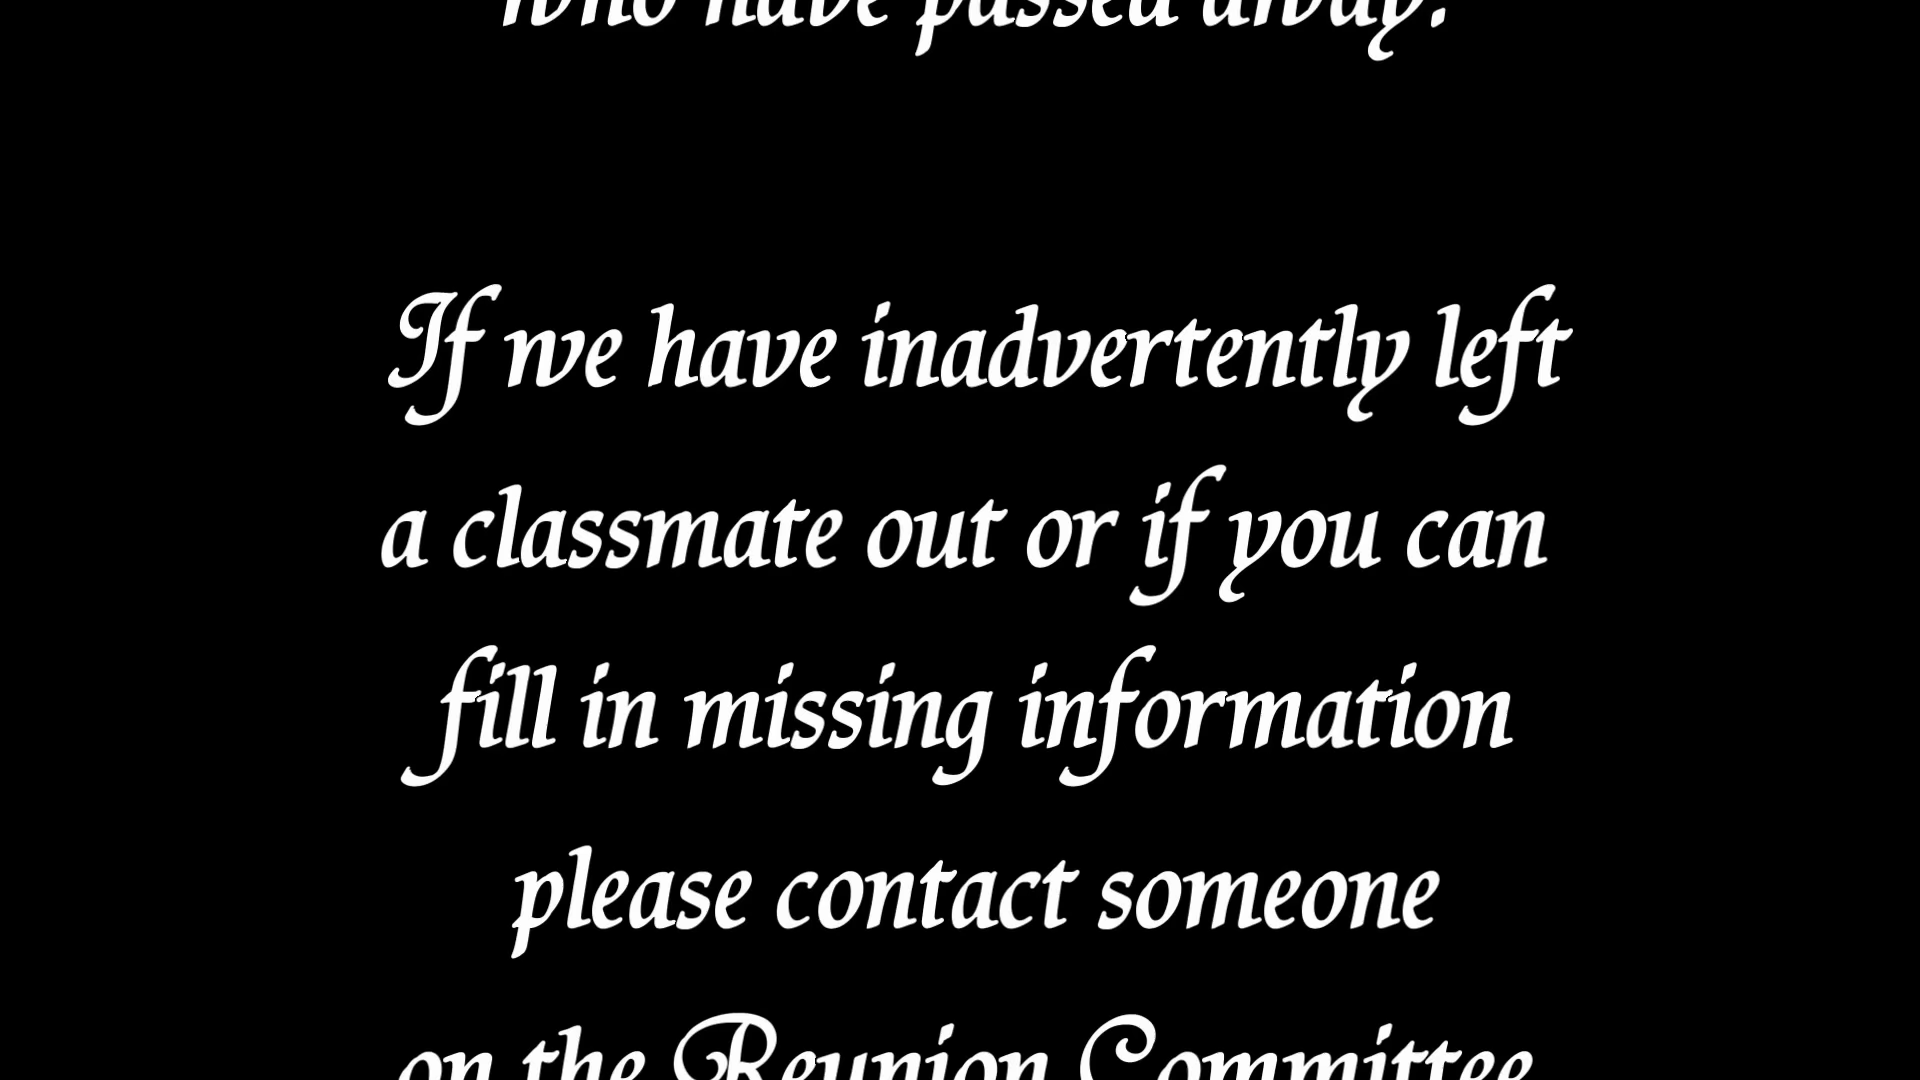 who have passed away.
If we have inadvertently left
a classmate out or if you can
fill in missing information
please contact someone
on the Reunion Committee